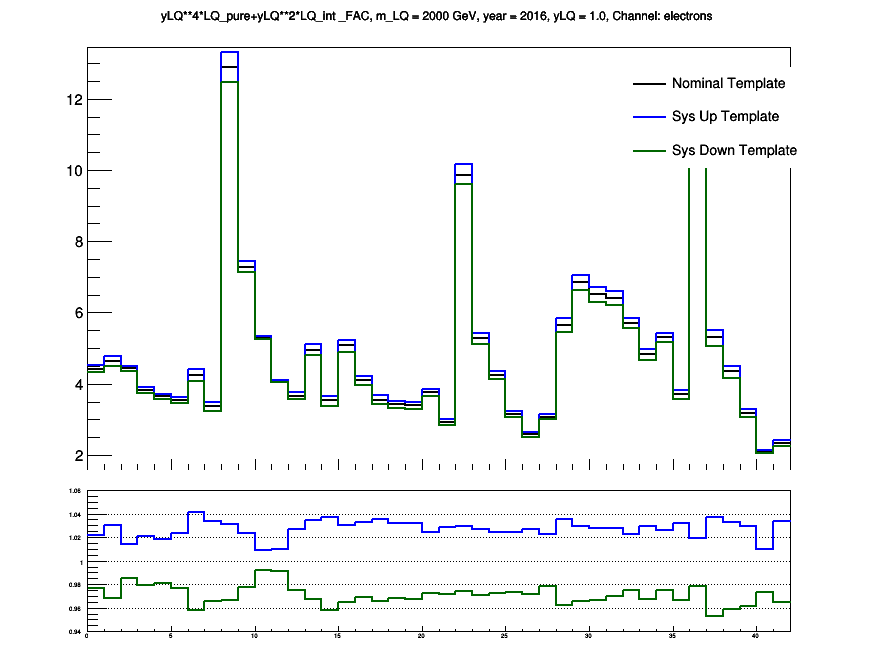 yLQ**4*LQ_pure+yLQ**2*LQ_int _FAC, m_LQ = 2000 GeV, year = 2016, yLQ = 1.0, Channel: electrons
Nominal Template
Sys Up Template
Sys Down Template
12
10
8
6
4
2
1.06
1.04
1.02
1
0.98
0.96
0.94
0 5 10 15 20 25 30 35 40